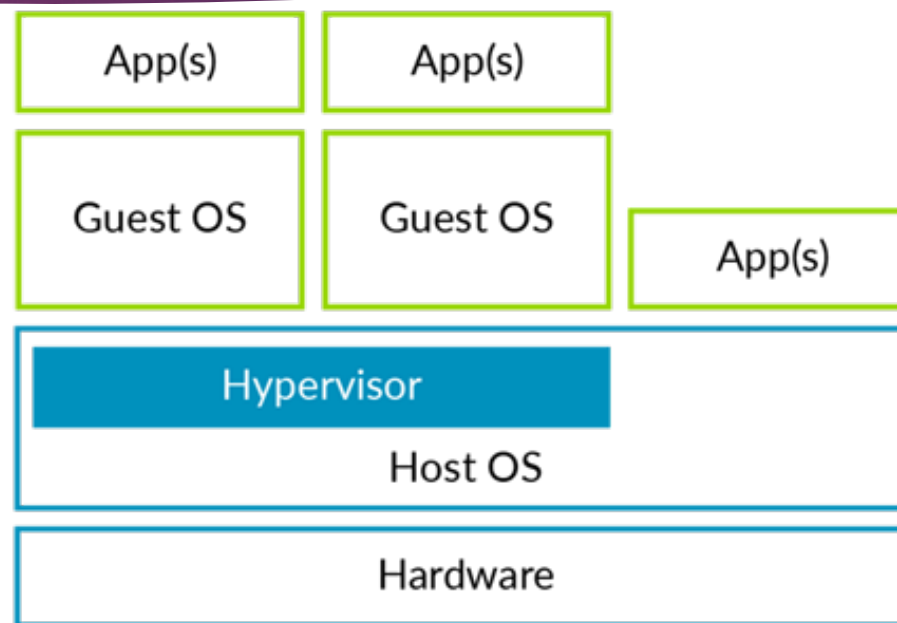 App(s)
App(s)
Guest OS
Guest OS
App(s)
Hypervisor
Host OS
Hardware